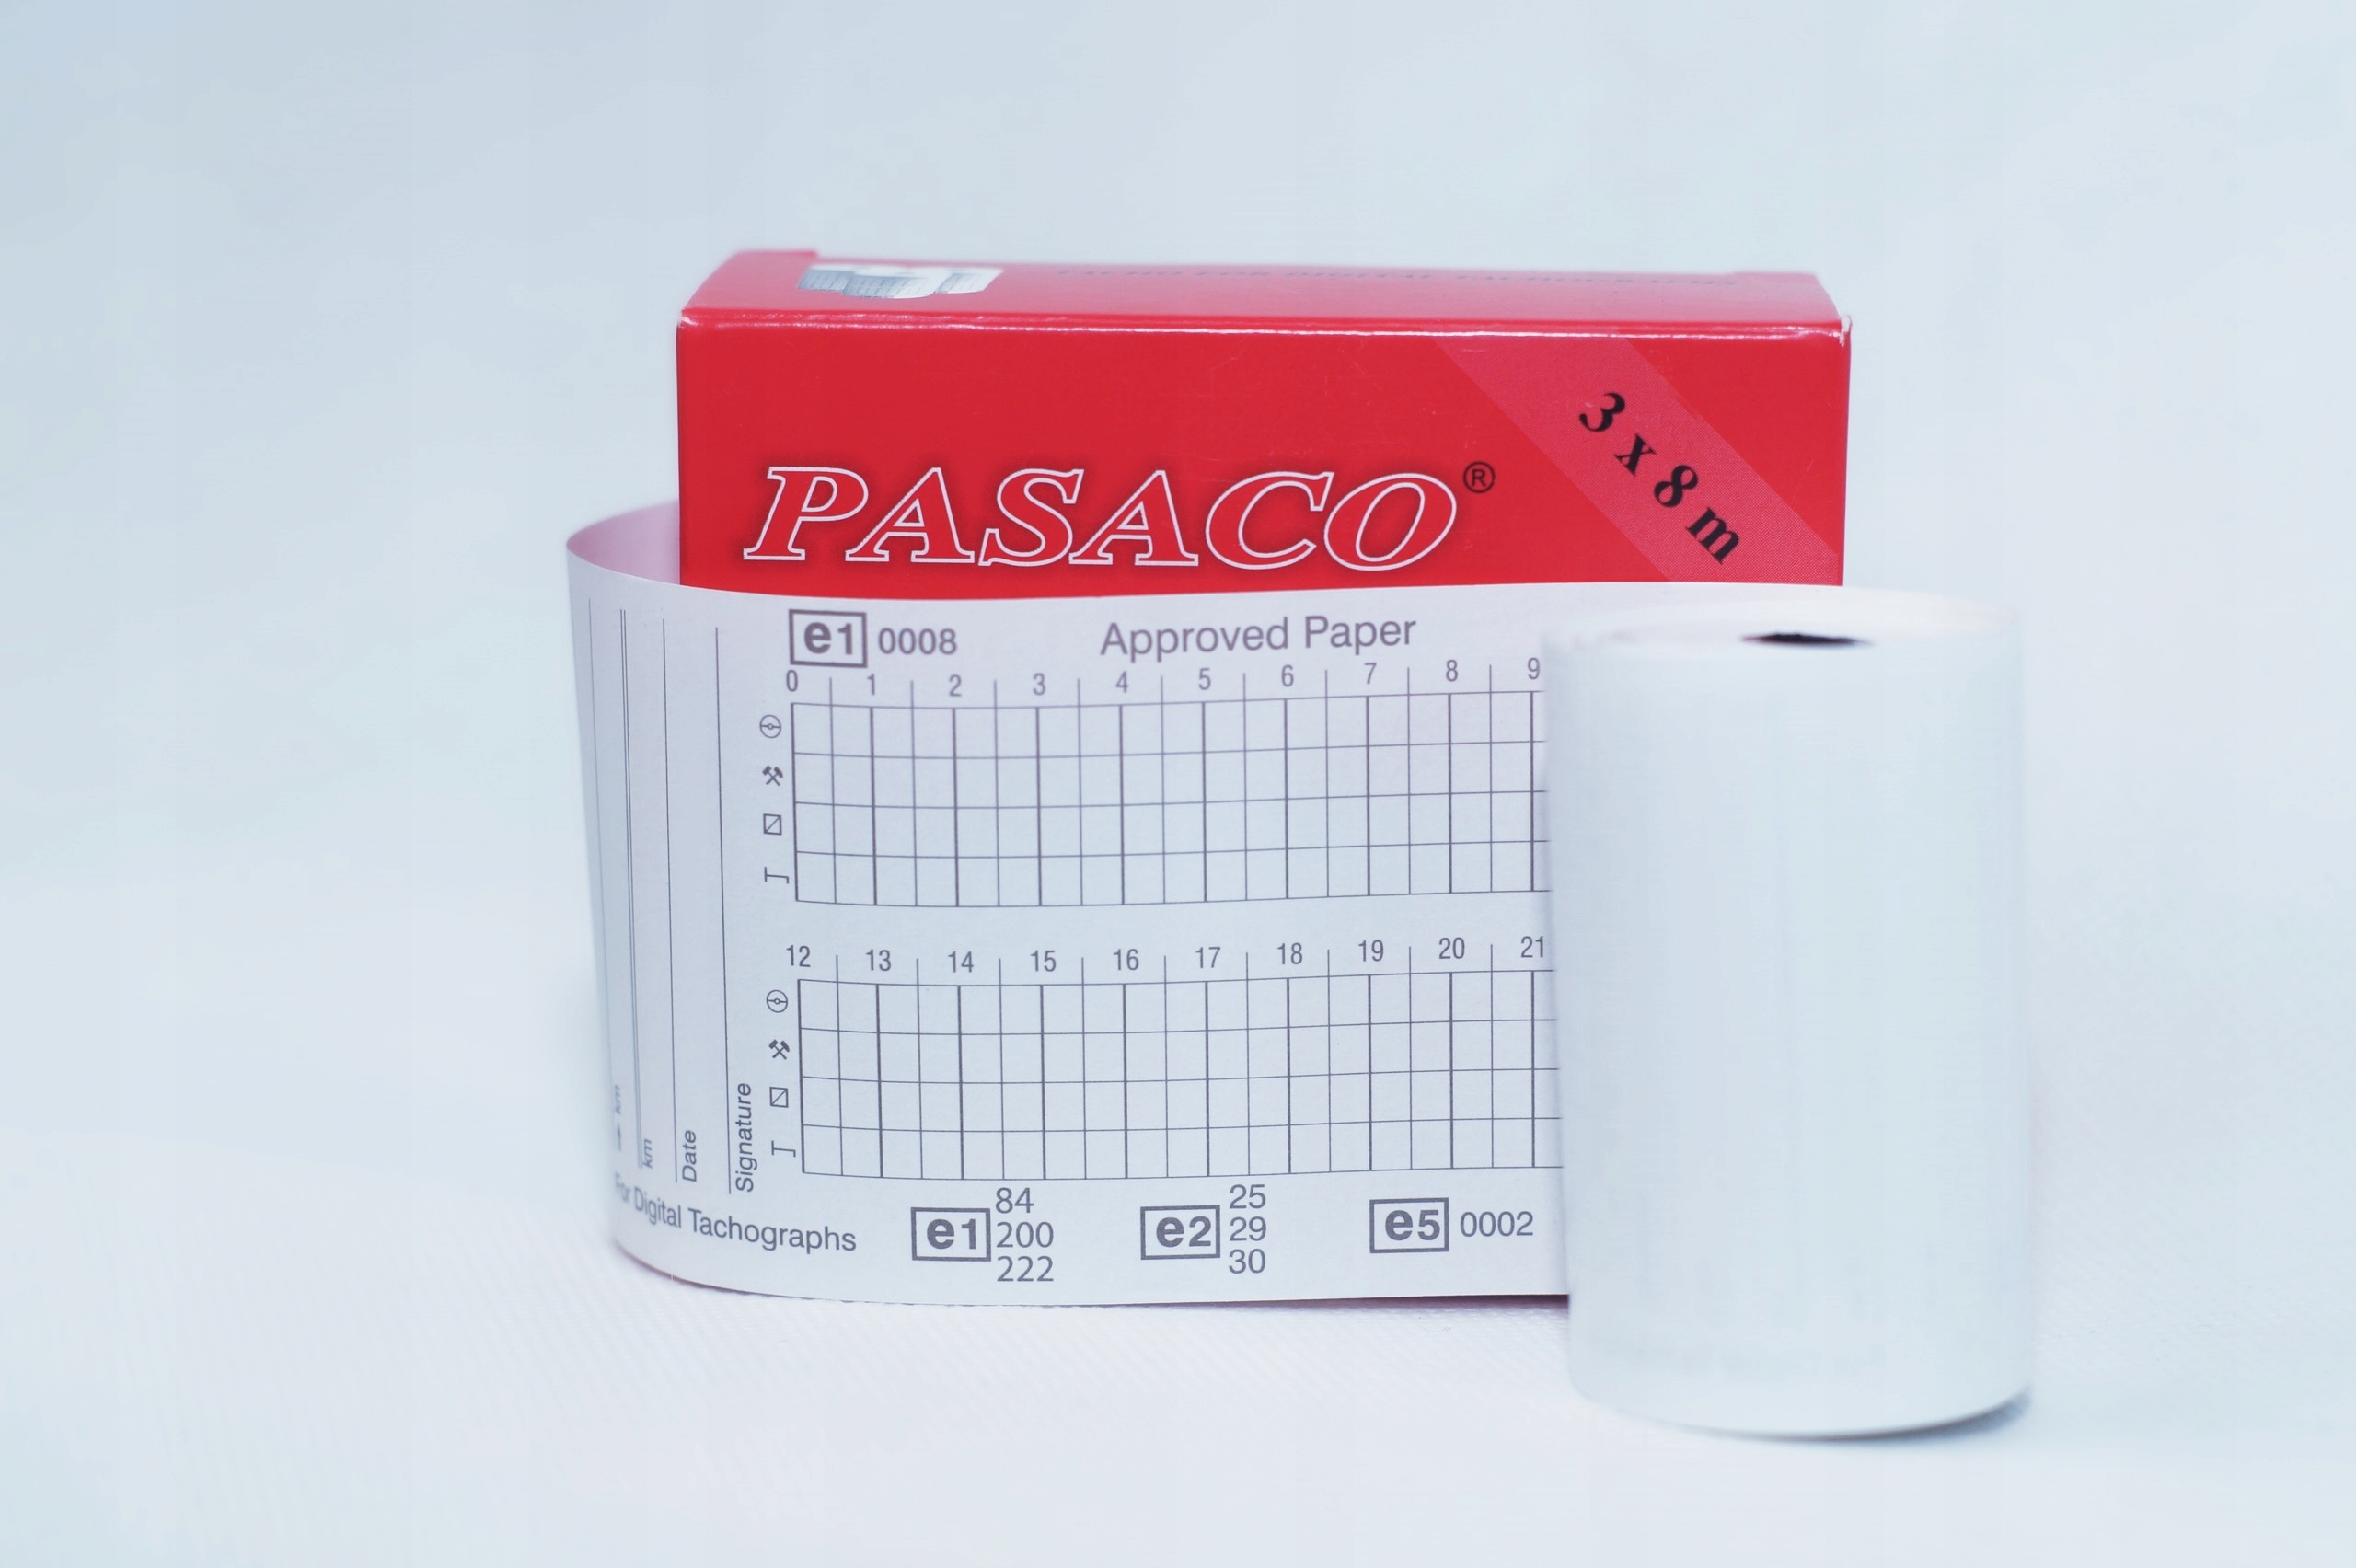 PASACO®
3 x 8 m
e1 0008 Approved Paper
0 1 2 3 4 5 6 7 8 9
12 13 14 15 16 17 18 19 20 21
km
km
Date
Signature
For Digital Tachographs
e1 84 200 222
e2 25 29 30
e5 0002